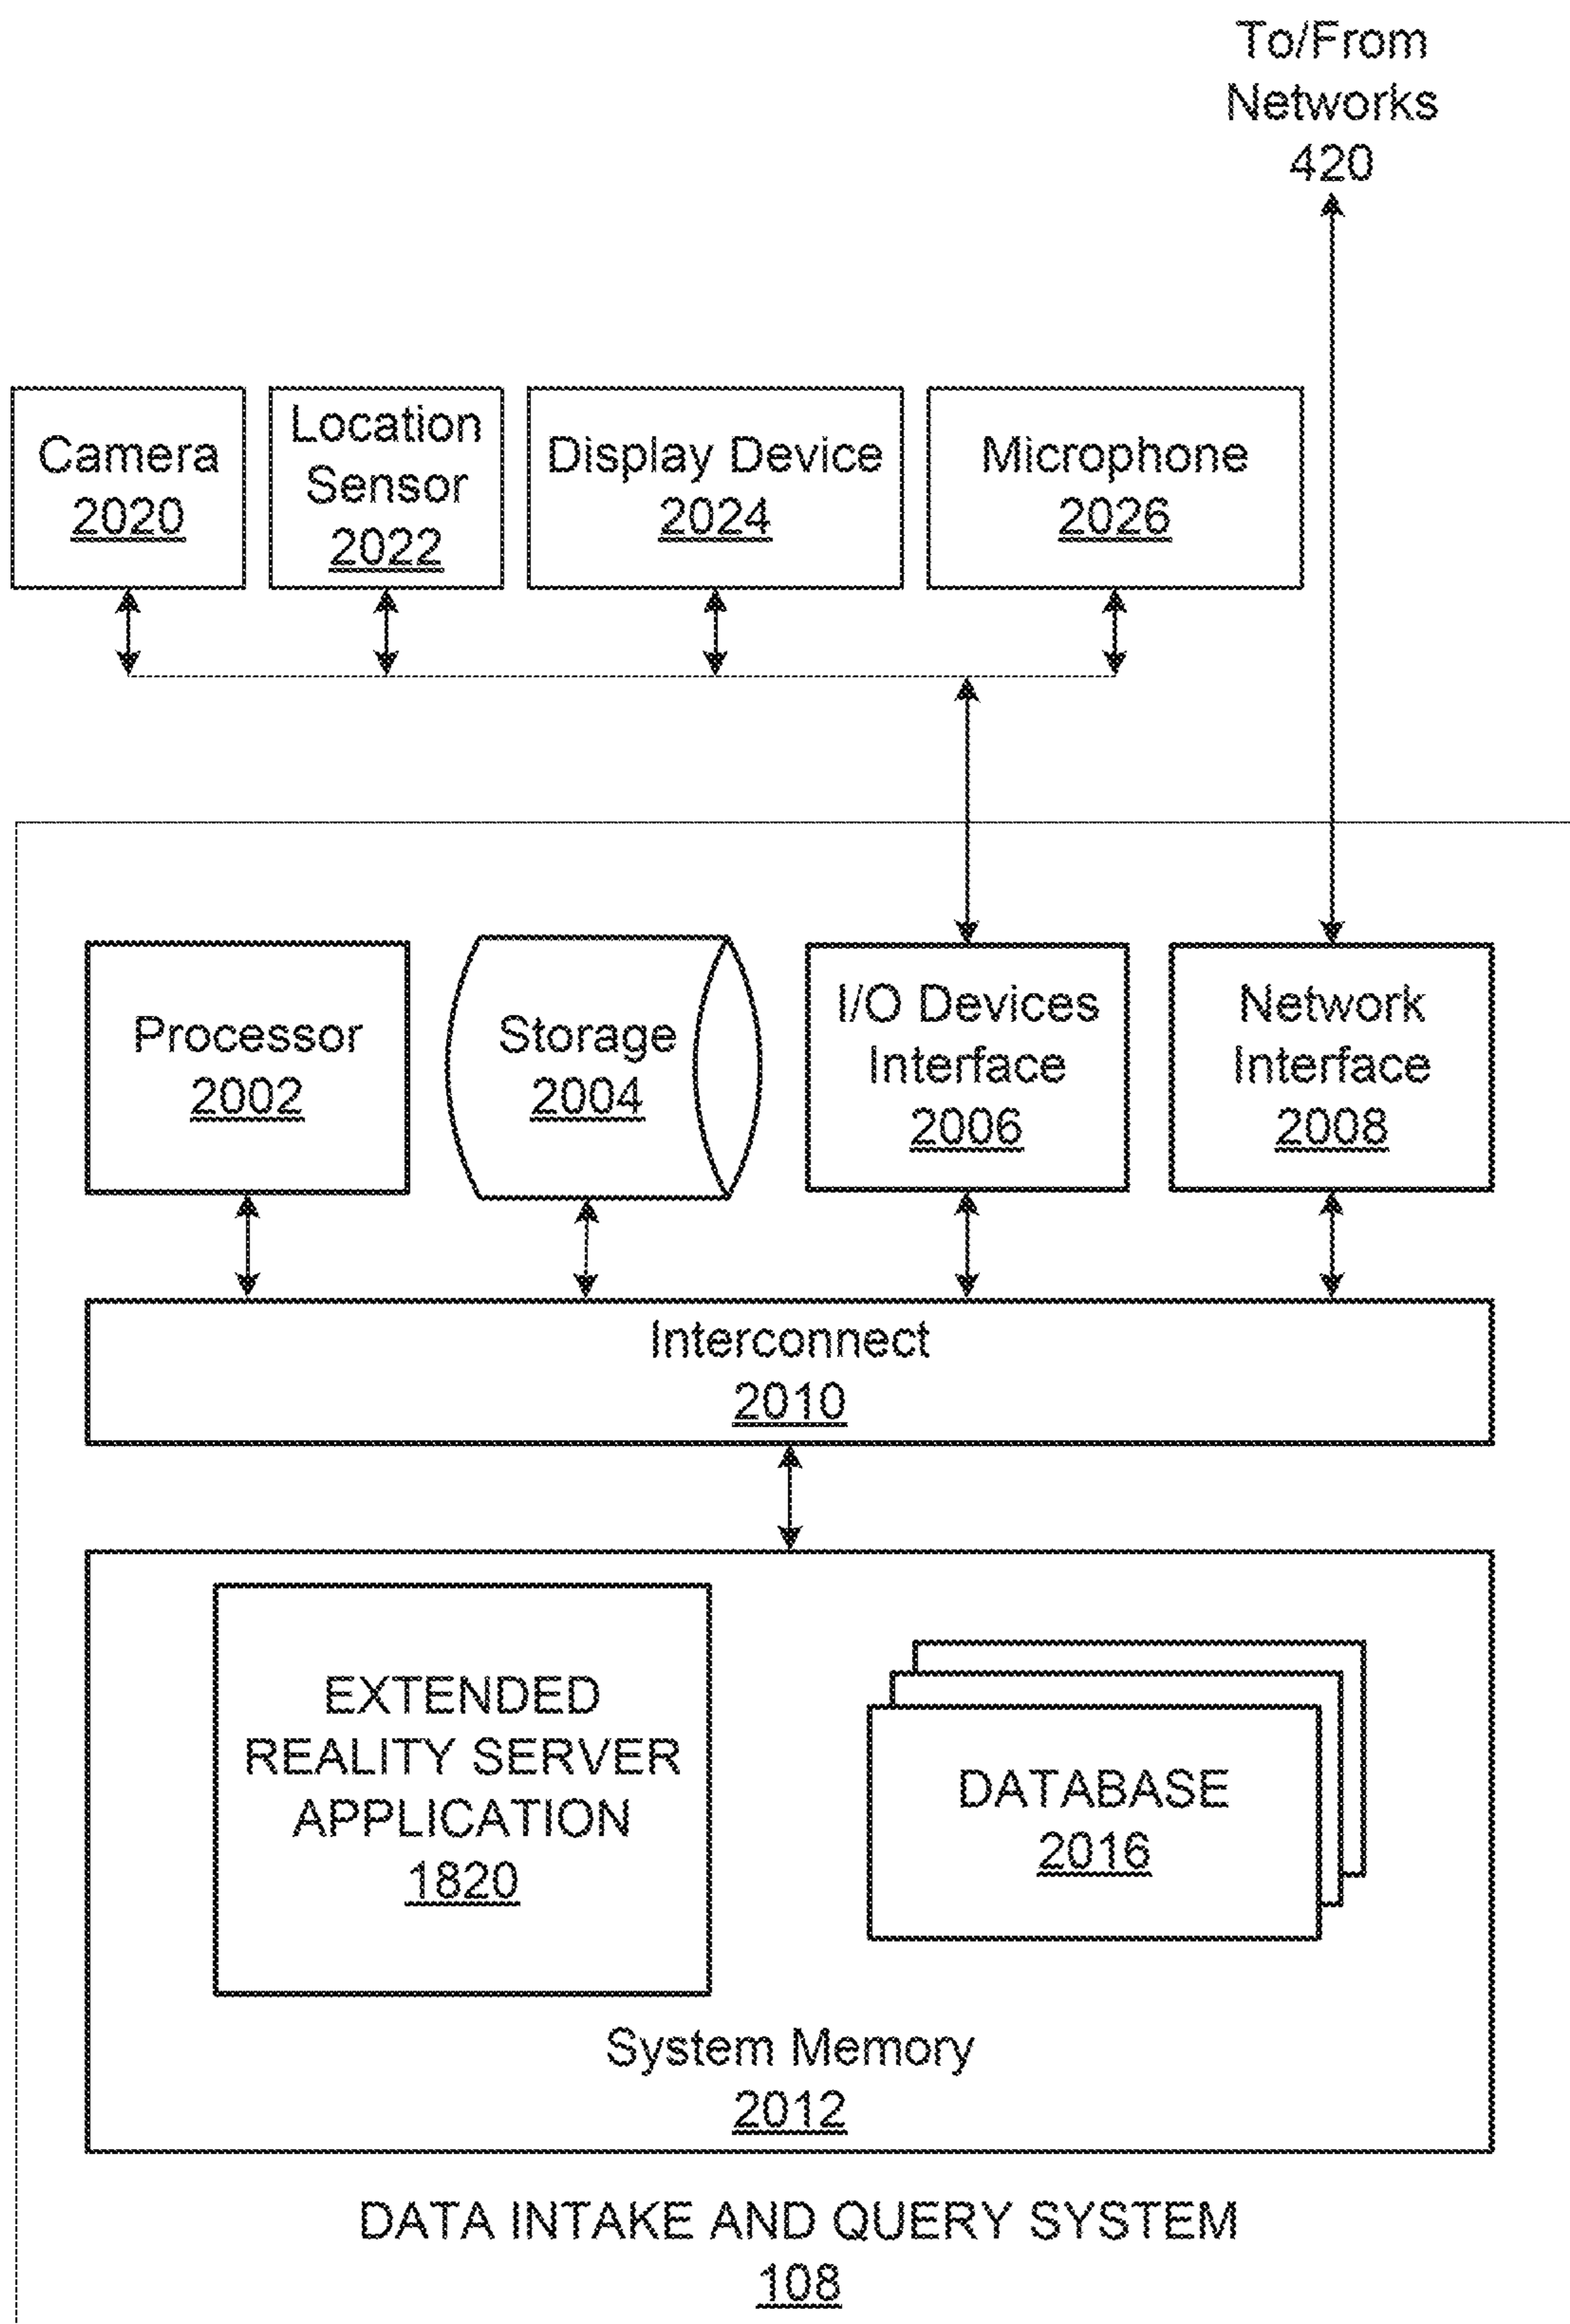 To/From
Networks
420
Camera
2020
Location
Sensor
2022
Display Device
2024
Microphone
2026
Processor
2002
Storage
2004
I/O Devices
Interface
2006
Network
Interface
2008
Interconnect
2010
EXTENDED
REALITY SERVER
APPLICATION
1820
DATABASE
2016
System Memory
2012
DATA INTAKE AND QUERY SYSTEM
108